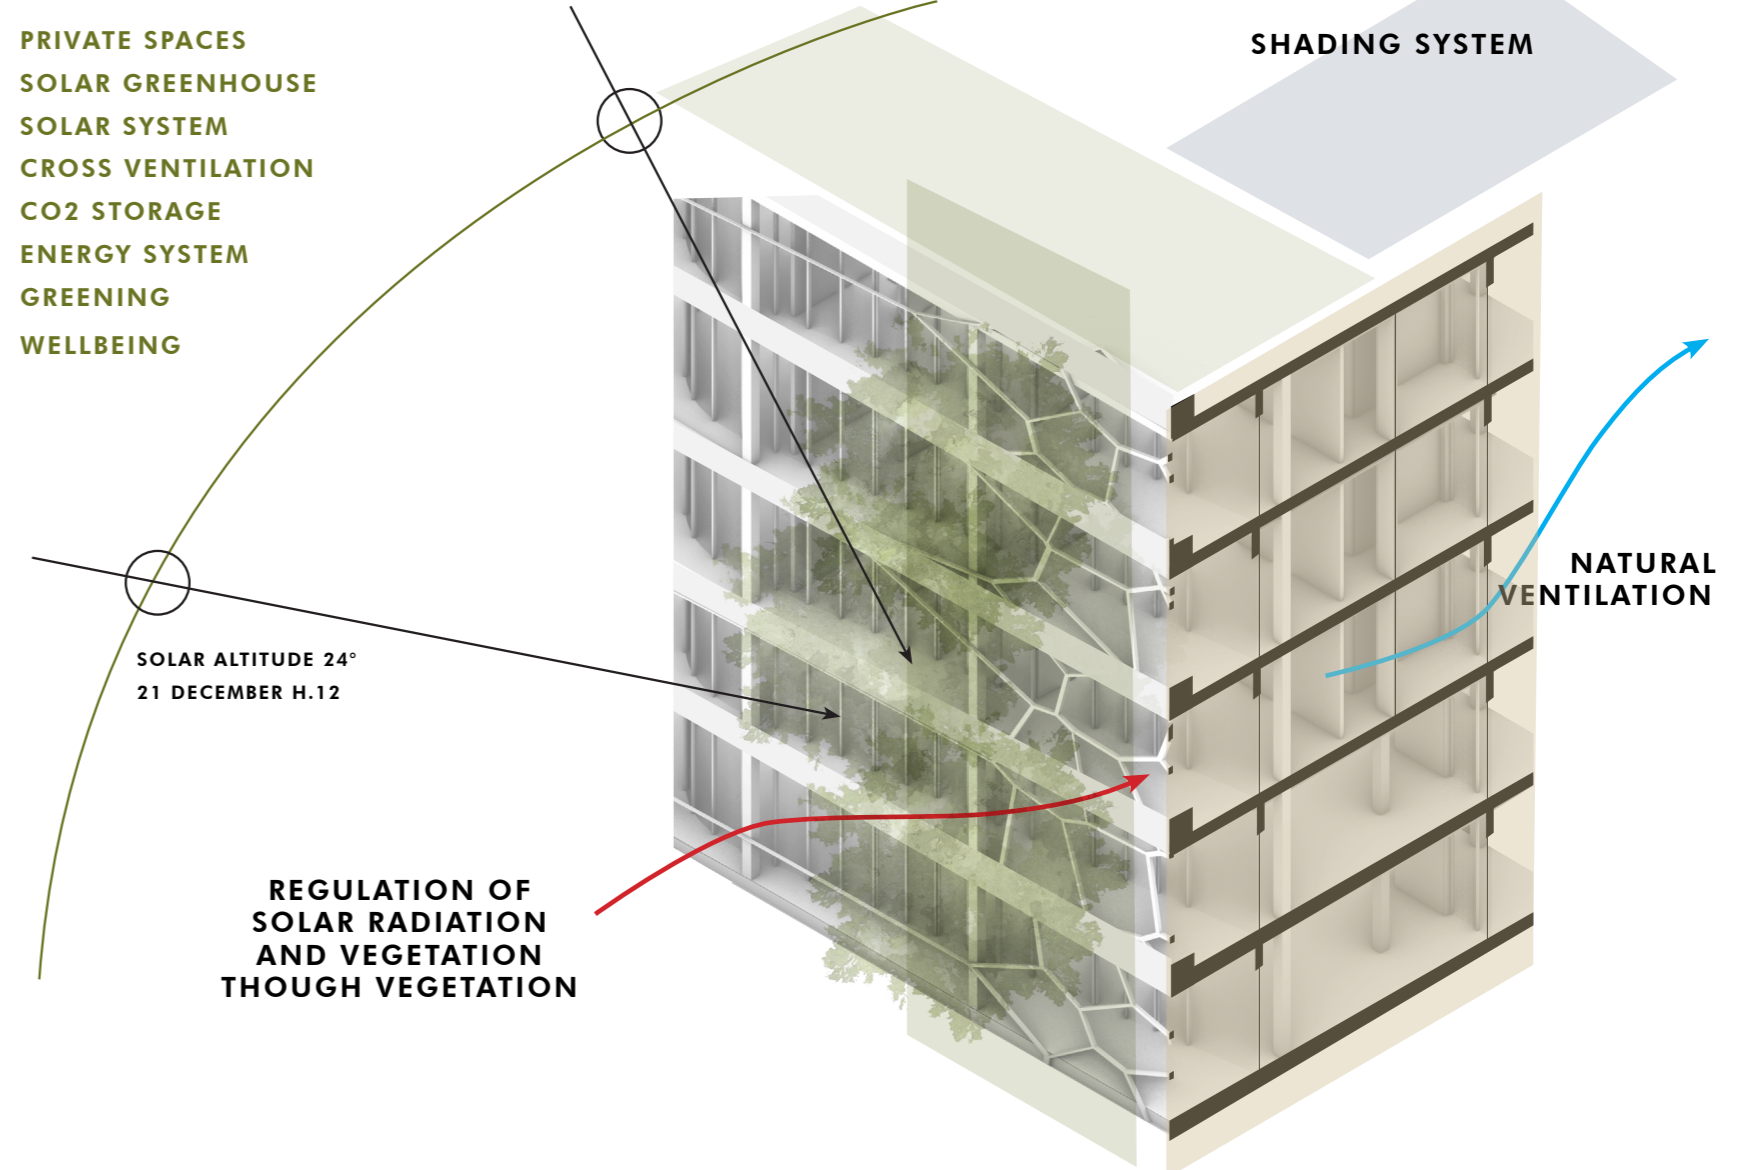 PRIVATE SPACES
SOLAR GREENHOUSE
SOLAR SYSTEM
CROSS VENTILATION
CO2 STORAGE
ENERGY SYSTEM
GREENING
WELLBEING
SHADING SYSTEM
NATURAL
VENTILATION
SOLAR ALTITUDE 24°
21 DECEMBER H.12
REGULATION OF
SOLAR RADIATION
AND VEGETATION
THOUGH VEGETATION